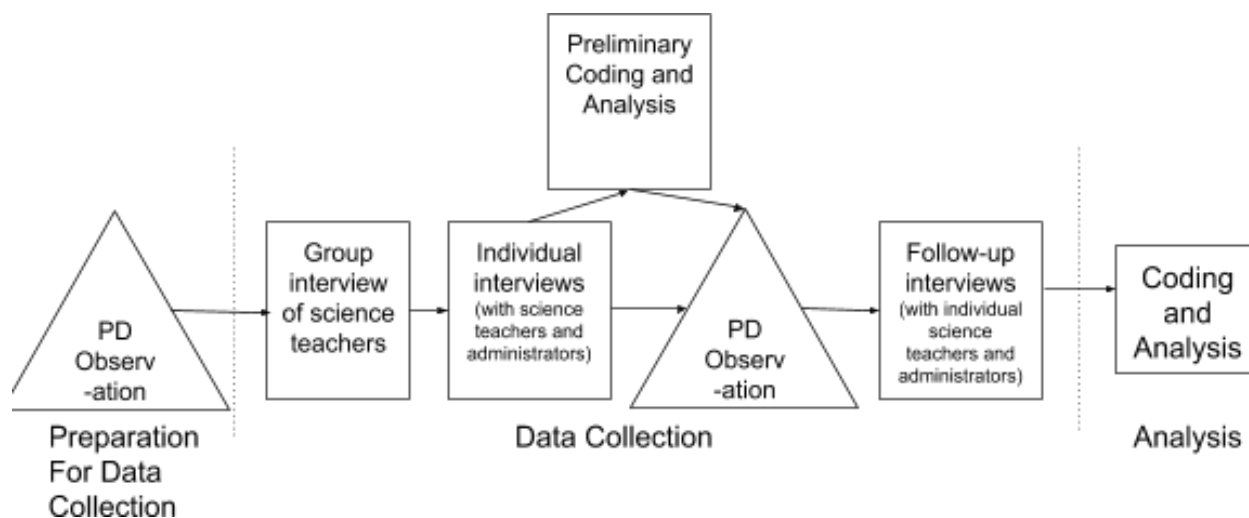 Preliminary
Coding and
Analysis
PD
Observ
-ation
Group
interview
of science
teachers
Individual
interviews
(with science
teachers and
administrators)
PD
Observ
-ation
Follow-up
interviews
(with individual
science
teachers and
administrators)
Coding
and
Analysis
Preparation
For Data
Collection
Data Collection
Analysis